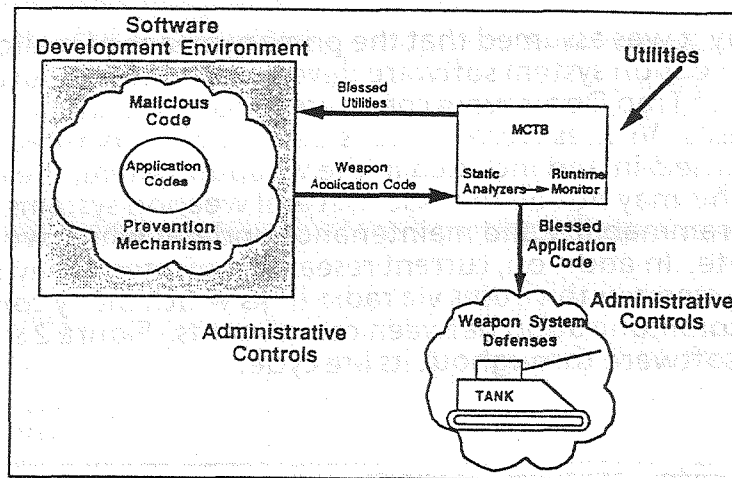 Software
Development Environment
Malicious
Code
Application
Codes
Prevention
Mechanisms
Administrative
Controls
Blessed
Utilities
Weapon
Application Code
Utilities
MCTB
Static
Analyzers
Runtime
Monitor
Blessed
Application
Code
Administrative
Controls
Weapon System
Defenses
TANK